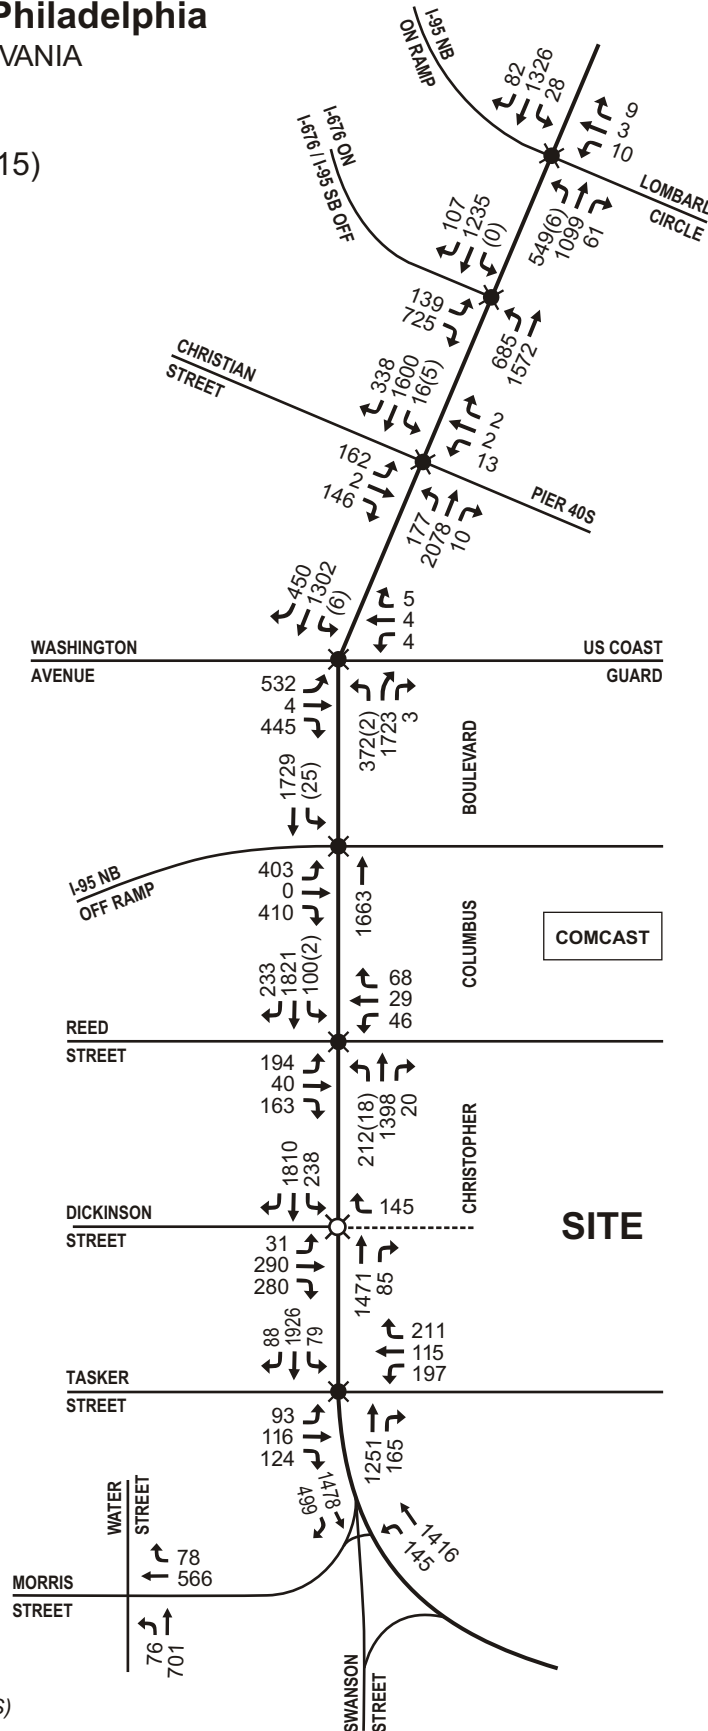 Philadelphia
VANIA
15)
I-95 NB
ON RAMP
82
1326
28
9
3
10
LOMBARD
CIRCLE
549(6)
1099
61
I-676 ON
I-676 / I-95 SB OFF
107
1235
(0)
139
725
685
1572
CHRISTIAN
STREET
338
1600
16(5)
2
2
13
162
2
146
177
2078
10
PIER 40S
450
1302
(6)
5
4
4
WASHINGTON
AVENUE
US COAST
GUARD
532
4
445
372(2)
1723
3
BOULEVARD
1729
(25)
I-95 NB
OFF RAMP
403
0
410
1663
COLUMBUS
COMCAST
233
1821
100(2)
68
29
46
REED
STREET
194
40
163
212(18)
1398
20
CHRISTOPHER
1810
238
145
DICKINSON
STREET
SITE
31
290
280
1471
85
88
1926
79
211
115
197
TASKER
STREET
93
116
124
1251
165
499
1478
1416
145
WATER
STREET
78
566
MORRIS
STREET
76
701
SWANSON
STREET
S)